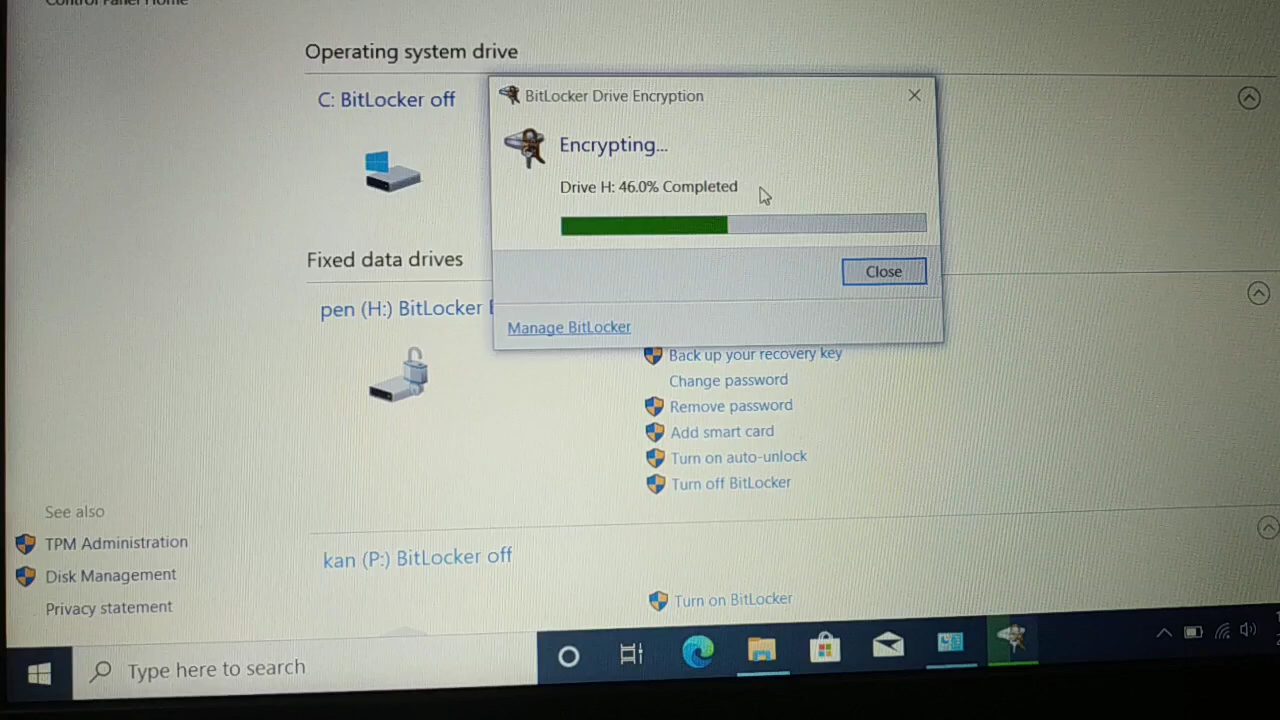 Operating system drive
C: BitLocker off
BitLocker Drive Encryption
Encrypting...
Drive H: 46.0% Completed
Close
Manage BitLocker
Fixed data drives
pen (H:) BitLocker
Back up your recovery key
Change password
Remove password
Add smart card
Turn on auto-unlock
Turn off BitLocker
kan (P:) BitLocker off
Turn on BitLocker
See also
TPM Administration
Disk Management
Privacy statement
Type here to search